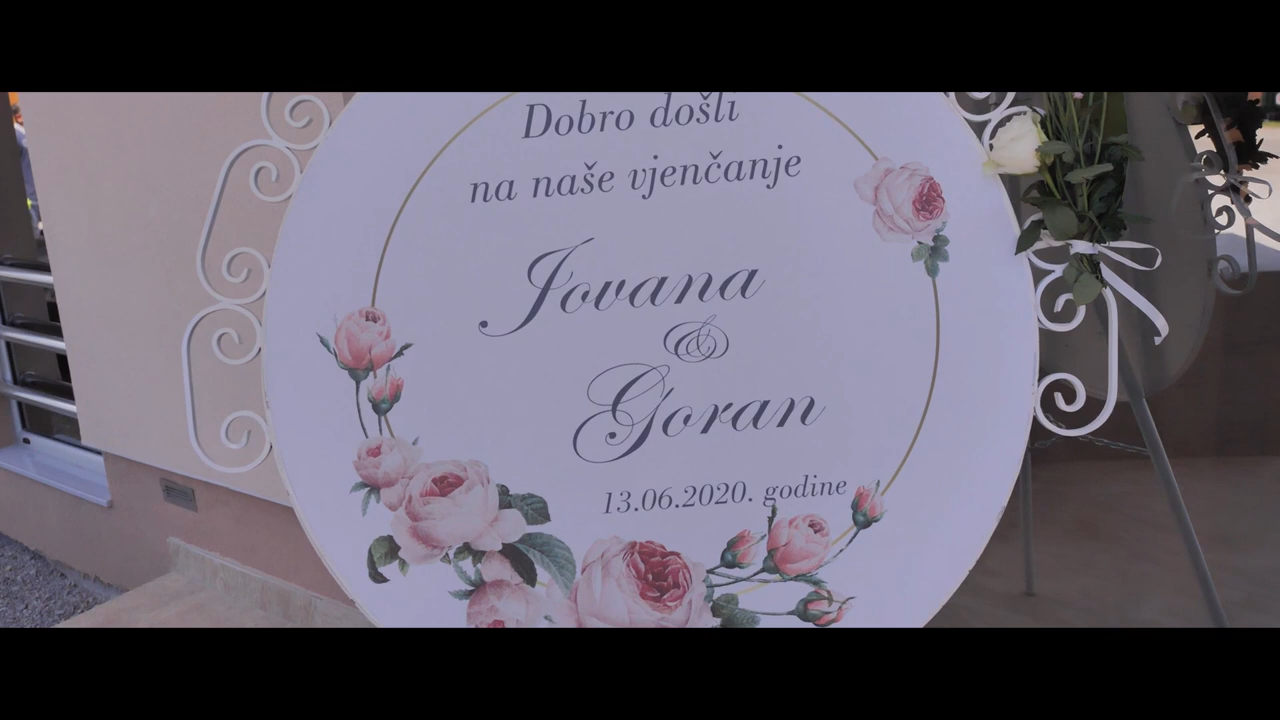 Dobro došli
na naše vjenčanje
Jovana
&
Goran
13.06.2020. godine